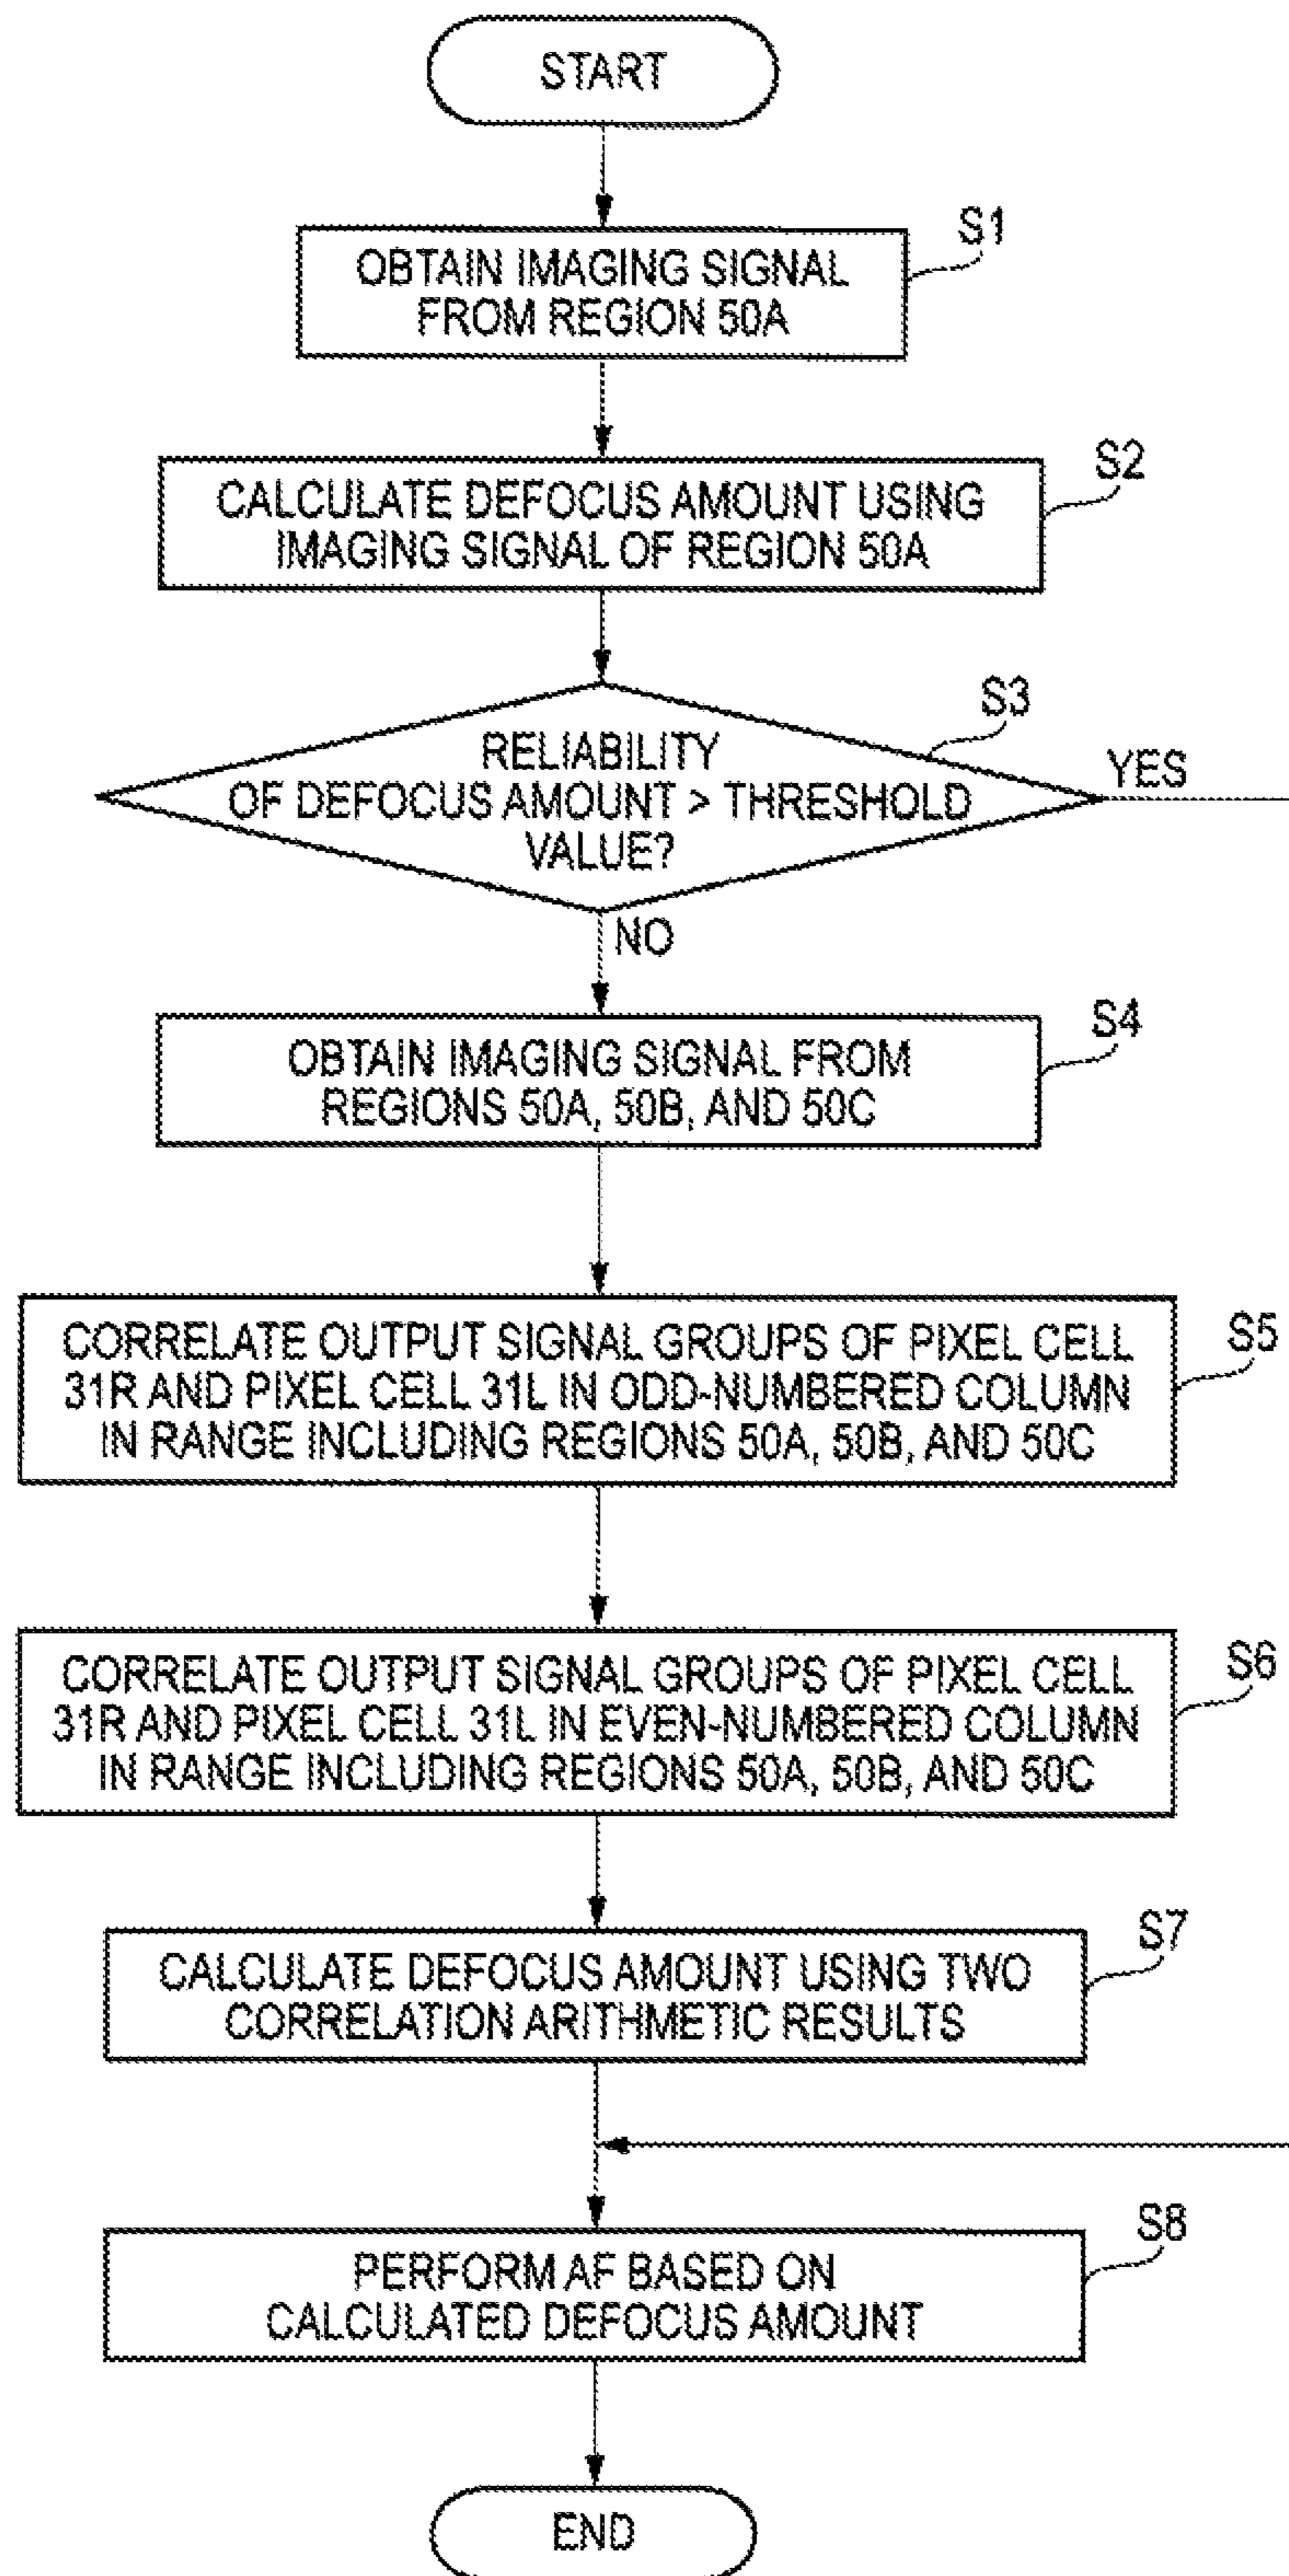 START
S1
OBTAIN IMAGING SIGNAL
FROM REGION 50A
S2
CALCULATE DEFOCUS AMOUNT USING
IMAGING SIGNAL OF REGION 50A
S3
RELIABILITY
OF DEFOCUS AMOUNT > THRESHOLD
VALUE?
YES
NO
S4
OBTAIN IMAGING SIGNAL FROM
REGIONS 50A, 50B, AND 50C
S5
CORRELATE OUTPUT SIGNAL GROUPS OF PIXEL CELL
31R AND PIXEL CELL 31L IN ODD-NUMBERED COLUMN
IN RANGE INCLUDING REGIONS 50A, 50B, AND 50C
S6
CORRELATE OUTPUT SIGNAL GROUPS OF PIXEL CELL
31R AND PIXEL CELL 31L IN EVEN-NUMBERED COLUMN
IN RANGE INCLUDING REGIONS 50A, 50B, AND 50C
S7
CALCULATE DEFOCUS AMOUNT USING TWO
CORRELATION ARITHMETIC RESULTS
S8
PERFORM AF BASED ON
CALCULATED DEFOCUS AMOUNT
END